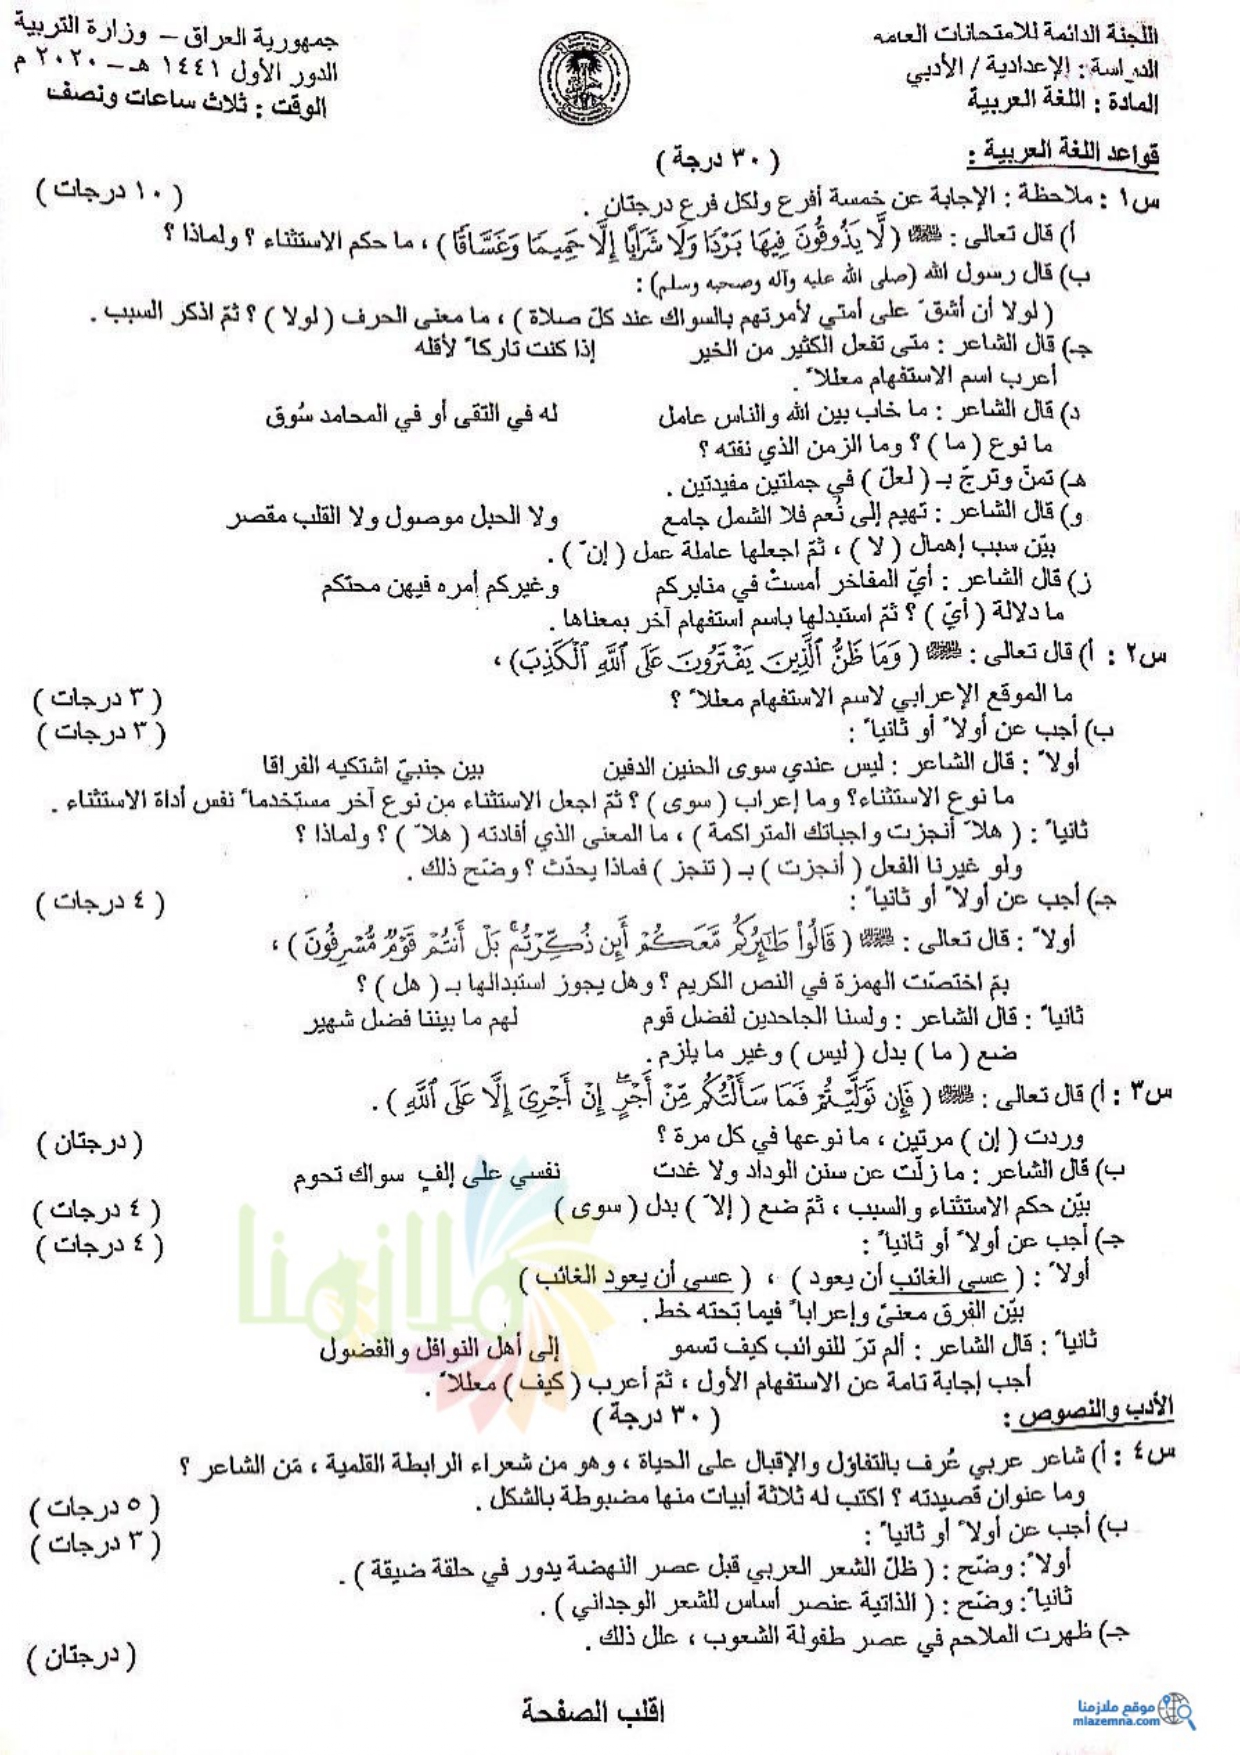 اللجنة الدائمة للامتحانات العامه
الدراسة : الإعدادية / الأدبي
المادة : اللغة العربية
جمهورية العراق – وزارة التربية
الدور الأول ١٤٤١ هـ – ٢٠٢٠ م
الوقت : ثلاث ساعات ونصف
قواعد اللغة العربية : ( ٣٠ درجة )
س١ : ملاحظة : الإجابة عن خمسة أفرع ولكل فرع درجتان . ( ١٠ درجات )
أ) قال تعالى : ﷽ ( لَّا يَذُوقُونَ فِيهَا بَرْدًا وَلَا شَرَابًا إِلَّا حَمِيمًا وَغَسَّاقًا ) ، ما حكم الاستثناء ؟ ولماذا ؟
ب) قال رسول الله (صلى الله عليه وآله وصحبه وسلم) :
( لولا أن أشقّ على أمتي لأمرتهم بالسواك عند كلّ صلاة ) ، ما معنى الحرف ( لولا ) ؟ ثمّ اذكر السبب .
جـ) قال الشاعر : متى تفعل الكثير من الخير إذا كنت تاركاً لأقله
أعرب اسم الاستفهام معللاً .
د) قال الشاعر : ما خاب بين الله والناس عامل له في التقى أو في المحامد سُوق
ما نوع ( ما ) ؟ وما الزمن الذي نفته ؟
هـ) تمنّ وترجّ بـ ( لعلّ ) في جملتين مفيدتين .
و) قال الشاعر : تهيم إلى نُعم فلا الشمل جامع ولا الحبل موصول ولا القلب مقصر
بيّن سبب إهمال ( لا ) ، ثمّ اجعلها عاملة عمل ( إنّ ) .
ز) قال الشاعر : أيّ المفاخر أمستْ في منابركم وغيركم أمره فيهن محتكم
ما دلالة ( أيّ ) ؟ ثمّ استبدلها باسم استفهام آخر بمعناها .
س٢ : أ) قال تعالى : ﷽ ( وَمَا ظَنُّ ٱلَّذِينَ يَفْتَرُونَ عَلَى ٱللَّهِ ٱلْكَذِبَ) ،
ما الموقع الإعرابي لاسم الاستفهام معللاً ؟ ( ٣ درجات )
ب) أجب عن أولاً أو ثانياً : ( ٣ درجات )
أولاً : قال الشاعر : ليس عندي سوى الحنين الدفين بين جنبيّ اشتكيه الفراقا
ما نوع الاستثناء؟ وما إعراب ( سوى ) ؟ ثم اجعل الاستثناء من نوع آخر مستخدماً نفس أداة الاستثناء .
ثانياً : ( هلاّ أنجزت واجباتك المتراكمة ) ، ما المعنى الذي أفادته ( هلاّ ) ؟ ولماذا ؟
ولو غيرنا الفعل ( أنجزت ) بـ ( تنجز ) فماذا يحدّث ؟ وضّح ذلك .
جـ) أجب عن أولاً أو ثانياً : ( ٤ درجات )
أولاً : قال تعالى : ﷽ ( قَالُوا۟ طَـٰٓئِرُكُم مَّعَكُمْ أَئِن ذُكِّرْتُم ۚ بَلْ أَنتُمْ قَوْمٌ مُّسْرِفُونَ ) ،
بمَ اختصّت الهمزة في النص الكريم ؟ وهل يجوز استبدالها بـ ( هل ) ؟
ثانياً : قال الشاعر : ولسنا الجاحدين لفضل قوم لهم ما بيننا فضل شهير
ضع ( ما ) بدل ( ليس ) وغير ما يلزم .
س٣ : أ) قال تعالى : ﷽ ( فَإِن تَوَلَّيْتُمْ فَمَا سَأَلْتُكُم مِّنْ أَجْرٍ ۖ إِنْ أَجْرِىَ إِلَّا عَلَى ٱللَّهِ ) .
وردت ( إن ) مرتين ، ما نوعها في كل مرة ؟ ( درجتان )
ب) قال الشاعر : ما زلّت عن سنن الوداد ولا غدت نفسي على إلفٍ سواك تحوم
بيّن حكم الاستثناء والسبب ، ثمّ ضع ( إلاّ ) بدل ( سوى ) ( ٤ درجات )
جـ) أجب عن أولاً أو ثانياً : ( ٤ درجات )
أولاً : ( عسى الغائب أن يعود ) ، ( عسى أن يعود الغائب )
بيّن الفرق معنىً وإعراباً فيما تحته خط .
ثانياً : قال الشاعر : ألم ترَ للنوائب كيف تسمو إلى أهل النوافل والفضول
أجب إجابة تامة عن الاستفهام الأول ، ثمّ أعرب ( كيف ) معللاً .
الأدب والنصوص : ( ٣٠ درجة )
س٤ : أ) شاعر عربي عُرف بالتفاؤل والإقبال على الحياة ، وهو من شعراء الرابطة القلمية ، مَن الشاعر ؟
وما عنوان قصيدته ؟ اكتب له ثلاثة أبيات منها مضبوطة بالشكل . ( ٥ درجات )
ب) أجب عن أولاً أو ثانياً : ( ٣ درجات )
أولاً : وضّح : ( ظلّ الشعر العربي قبل عصر النهضة يدور في حلقة ضيقة ) .
ثانياً : وضّح : ( الذاتية عنصر أساس للشعر الوجداني ) .
جـ) ظهرت الملاحم في عصر طفولة الشعوب ، علل ذلك . ( درجتان )
اقلب الصفحة
ملازمنا
موقع ملازمنا
mlazemna.com